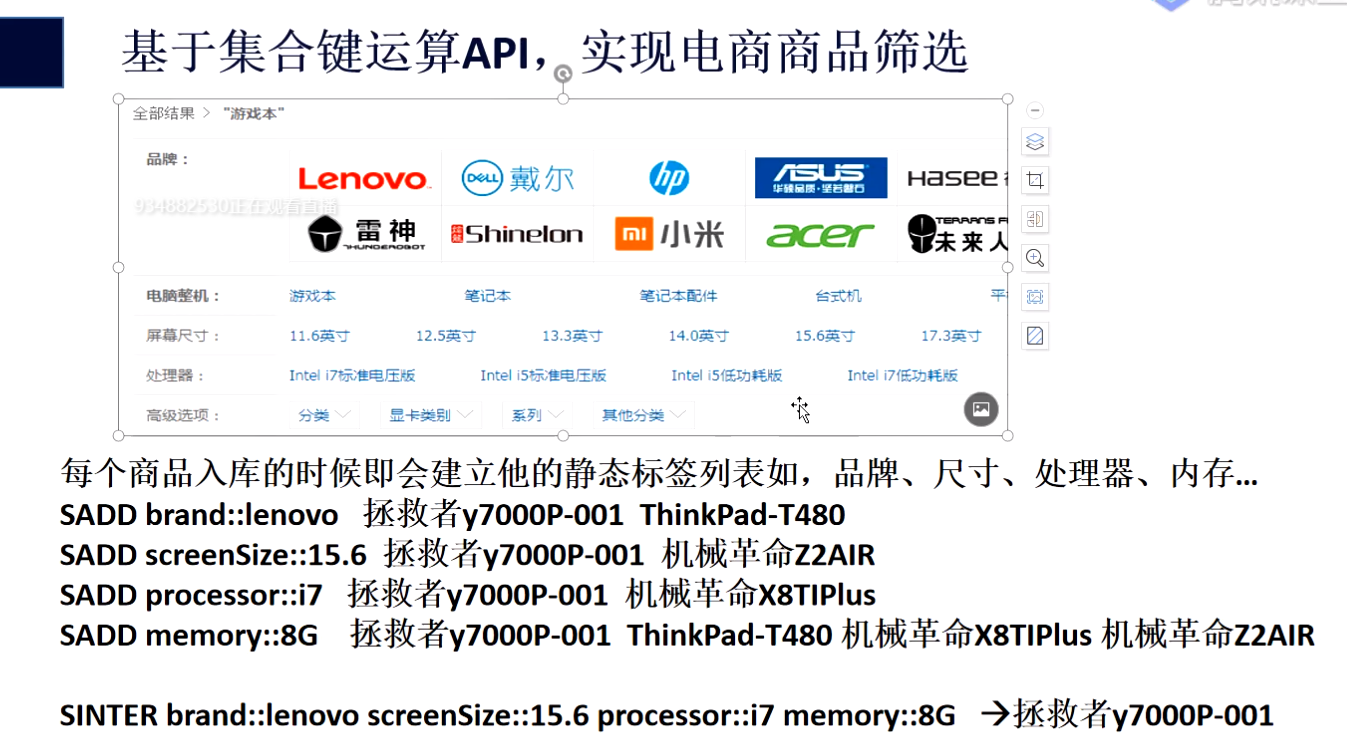 基于集合键运算API，实现电商商品筛选
全部结果 > "游戏本"
品牌：
Lenovo DELL 戴尔 hp ASUS 华硕品质·坚若磐石 Hasee
934882530正在观看直播
雷神 THUNDEROBOT 炫龙 Shinelon mi 小米 acer 未来人
电脑整机： 游戏本 笔记本 笔记本配件 台式机 平
屏幕尺寸： 11.6英寸 12.5英寸 13.3英寸 14.0英寸 15.6英寸 17.3英寸
处理器： Intel i7标准电压版 Intel i5标准电压版 Intel i5低功耗版 Intel i7低功耗版
高级选项： 分类 显卡类别 系列 其他分类
每个商品入库的时候即会建立他的静态标签列表如，品牌、尺寸、处理器、内存...
SADD brand::lenovo 拯救者y7000P-001 ThinkPad-T480
SADD screenSize::15.6 拯救者y7000P-001 机械革命Z2AIR
SADD processor::i7 拯救者y7000P-001 机械革命X8TIPlus
SADD memory::8G 拯救者y7000P-001 ThinkPad-T480 机械革命X8TIPlus 机械革命Z2AIR
SINTER brand::lenovo screenSize::15.6 processor::i7 memory::8G →拯救者y7000P-001